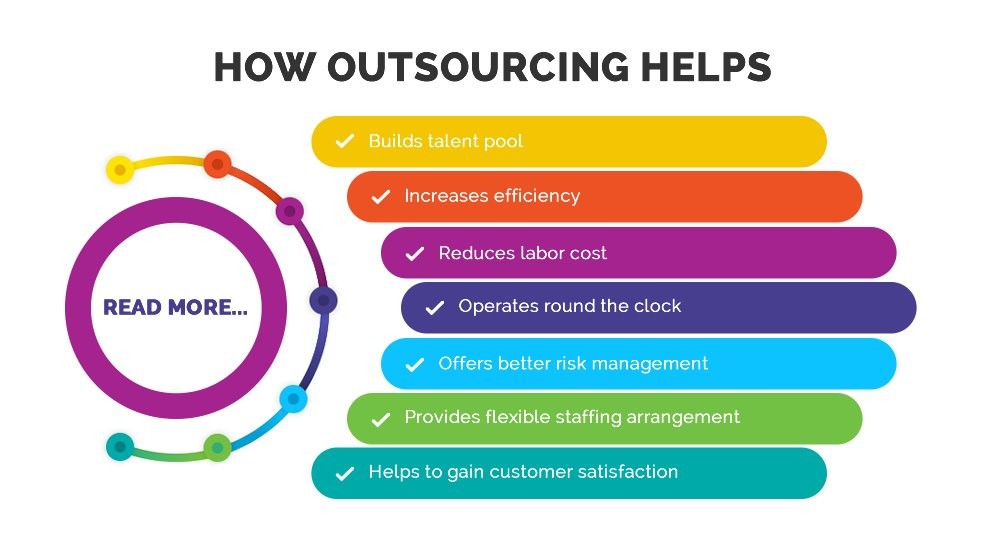 HOW OUTSOURCING HELPS
Builds talent pool
Increases efficiency
Reduces labor cost
READ MORE...
Operates round the clock
Offers better risk management
Provides flexible staffing arrangement
Helps to gain customer satisfaction